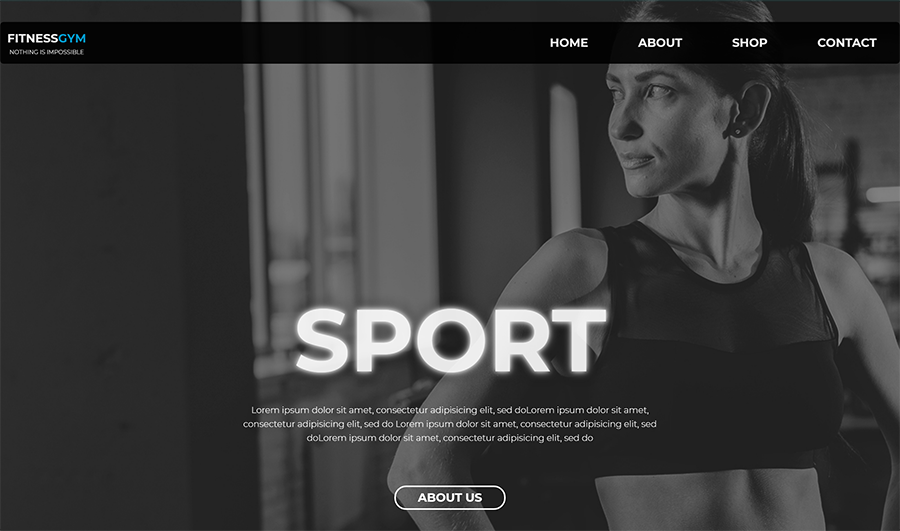 FITNESSGYM
NOTHING IS IMPOSSIBLE
HOME ABOUT SHOP CONTACT
SPORT
Lorem ipsum dolor sit amet, consectetur adipisicing elit, sed doLorem ipsum dolor sit amet,
consectetur adipisicing elit, sed do Lorem ipsum dolor sit amet, consectetur adipisicing elit, sed
doLorem ipsum dolor sit amet, consectetur adipisicing elit, sed do
ABOUT US